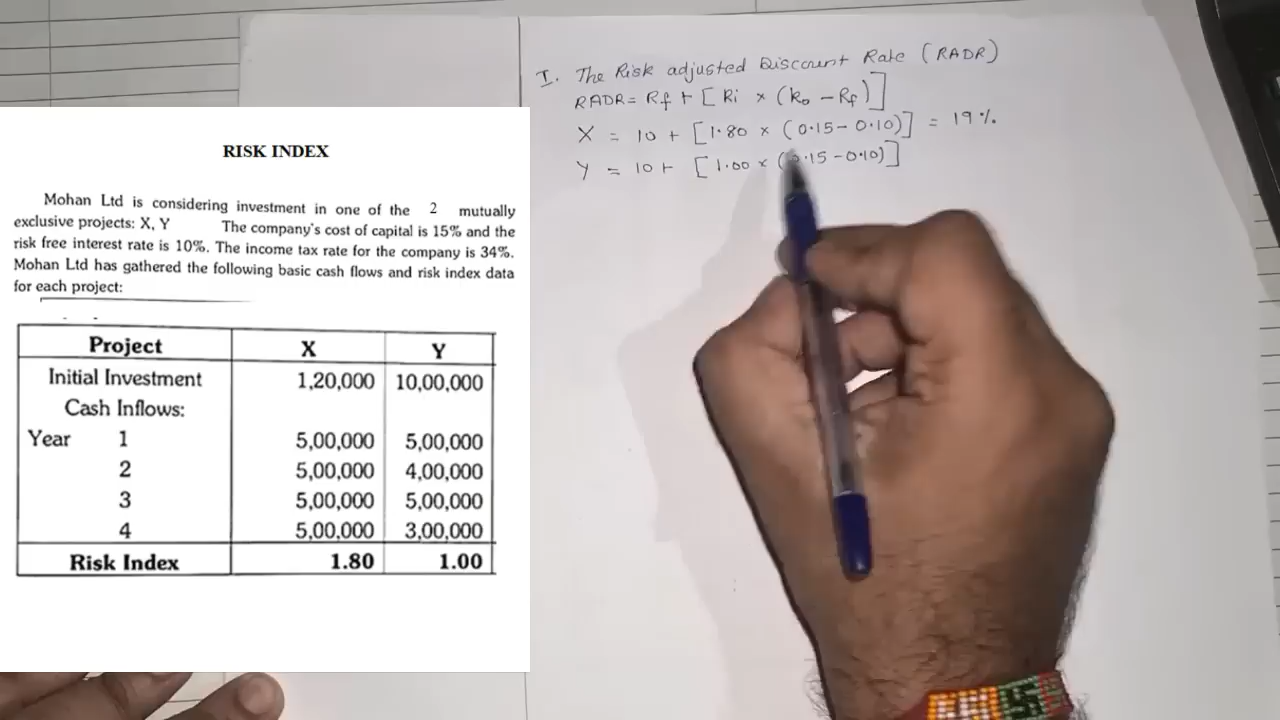 RISK INDEX
Mohan Ltd is considering investment in one of the 2 mutually
exclusive projects: X, Y The company's cost of capital is 15% and the
risk free interest rate is 10%. The income tax rate for the company is 34%.
Mohan Ltd has gathered the following basic cash flows and risk index data
for each project:
Project X Y
Initial Investment 1,20,000 10,00,000
Cash Inflows:
Year 1 5,00,000 5,00,000
2 5,00,000 4,00,000
3 5,00,000 5,00,000
4 5,00,000 3,00,000
Risk Index 1.80 1.00
I. The Risk adjusted Discount Rate (RADR)
RADR = Rf + [Ri × (Ko - Rf)]
X = 10 + [1.80 × (0.15 - 0.10)] = 19%
Y = 10 + [1.00 × (0.15 - 0.10)]